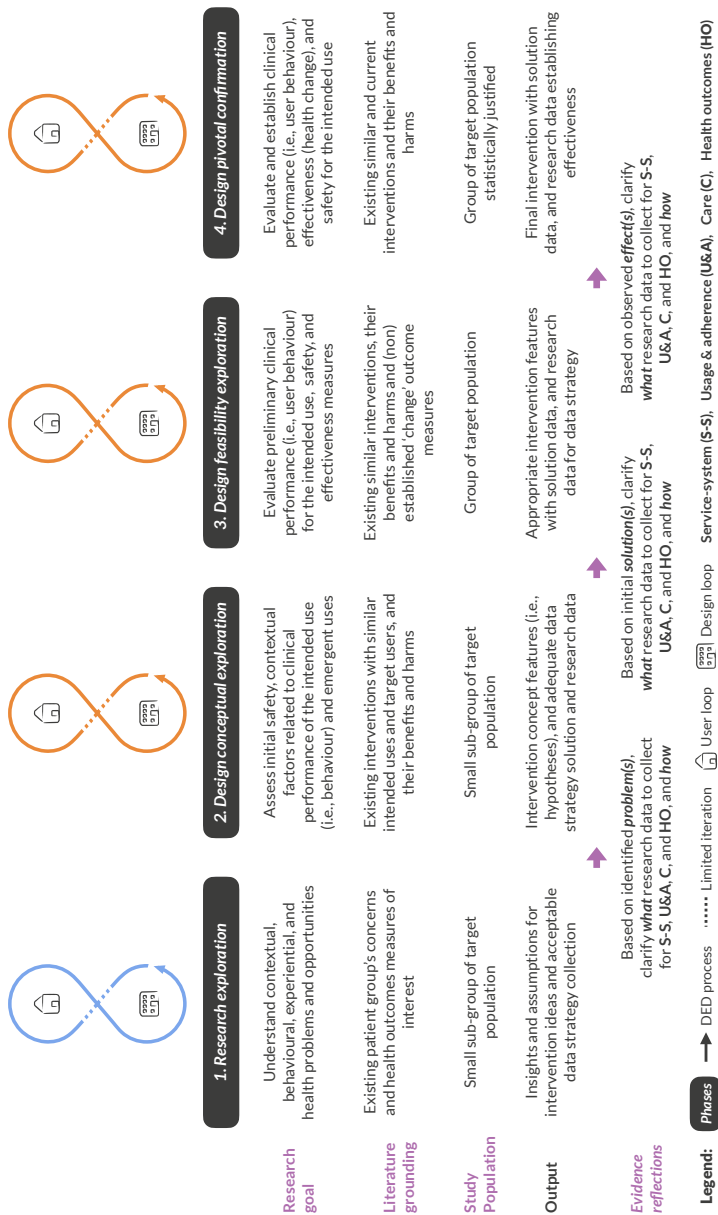 1. Research exploration
2. Design conceptual exploration
3. Design feasibility exploration
4. Design pivotal confirmation
Research
goal
Understand contextual,
behavioural, experiential, and
health problems and opportunities
Assess initial safety, contextual
factors related to clinical
performance of the intended use
(i.e., behaviour) and emergent uses
Evaluate preliminary clinical
performance (i.e., user behaviour)
for the intended use, safety, and
effectiveness measures
Evaluate and establish clinical
performance (i.e., user behaviour),
effectiveness (health change), and
safety for the intended use
Literature
grounding
Existing patient group's concerns
and health outcomes measures of
interest
Existing interventions with similar
intended uses and target users, and
their benefits and harms
Existing similar interventions, their
benefits and harms and (non)
established 'change' outcome
measures
Existing similar and current
interventions and their benefits and
harms
Study
Population
Small sub-group of target
population
Small sub-group of target
population
Group of target population
Group of target population
statistically justified
Output
Insights and assumptions for
intervention ideas and acceptable
data strategy collection
Intervention concept features (i.e.,
hypotheses), and adequate data
strategy solution and research data
Appropriate intervention features
with solution data, and research
data for data strategy
Final intervention with solution
data, and research data establishing
effectiveness
Evidence
reflections
Based on identified problem(s),
clarify what research data to collect
for S-S, U&A, C, and HO, and how
Based on initial solution(s), clarify
what research data to collect for S-S,
U&A, C, and HO, and how
Based on observed effect(s), clarify
what research data to collect for S-S,
U&A, C, and HO, and how
Legend: Phases DED process Limited iteration User loop Design loop Service-system (S-S), Usage & adherence (U&A), Care (C), Health outcomes (HO)